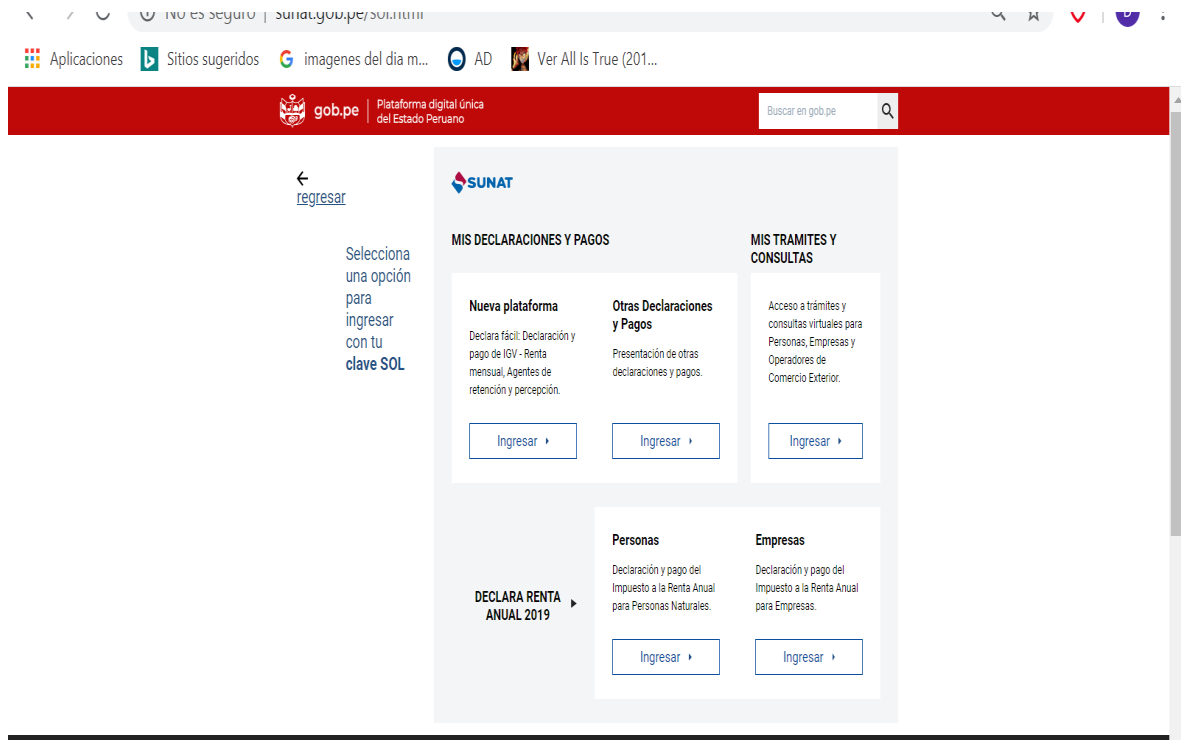 No es seguro | sunat.gob.pe/sol.html
Aplicaciones
Sitios sugeridos
imagenes del dia m...
AD
Ver All Is True (201...
gob.pe
Plataforma digital única
del Estado Peruano
Buscar en gob.pe
regresar
Selecciona
una opción
para
ingresar
con tu
clave SOL
SUNAT
MIS DECLARACIONES Y PAGOS
Nueva plataforma
Declara fácil: Declaración y
pago de IGV - Renta
mensual, Agentes de
retención y percepción.
Ingresar
Otras Declaraciones
y Pagos
Presentación de otras
declaraciones y pagos.
Ingresar
MIS TRAMITES Y
CONSULTAS
Acceso a trámites y
consultas virtuales para
Personas, Empresas y
Operadores de
Comercio Exterior.
Ingresar
DECLARA RENTA
ANUAL 2019
Personas
Declaración y pago del
Impuesto a la Renta Anual
para Personas Naturales.
Ingresar
Empresas
Declaración y pago del
Impuesto a la Renta Anual
para Empresas.
Ingresar